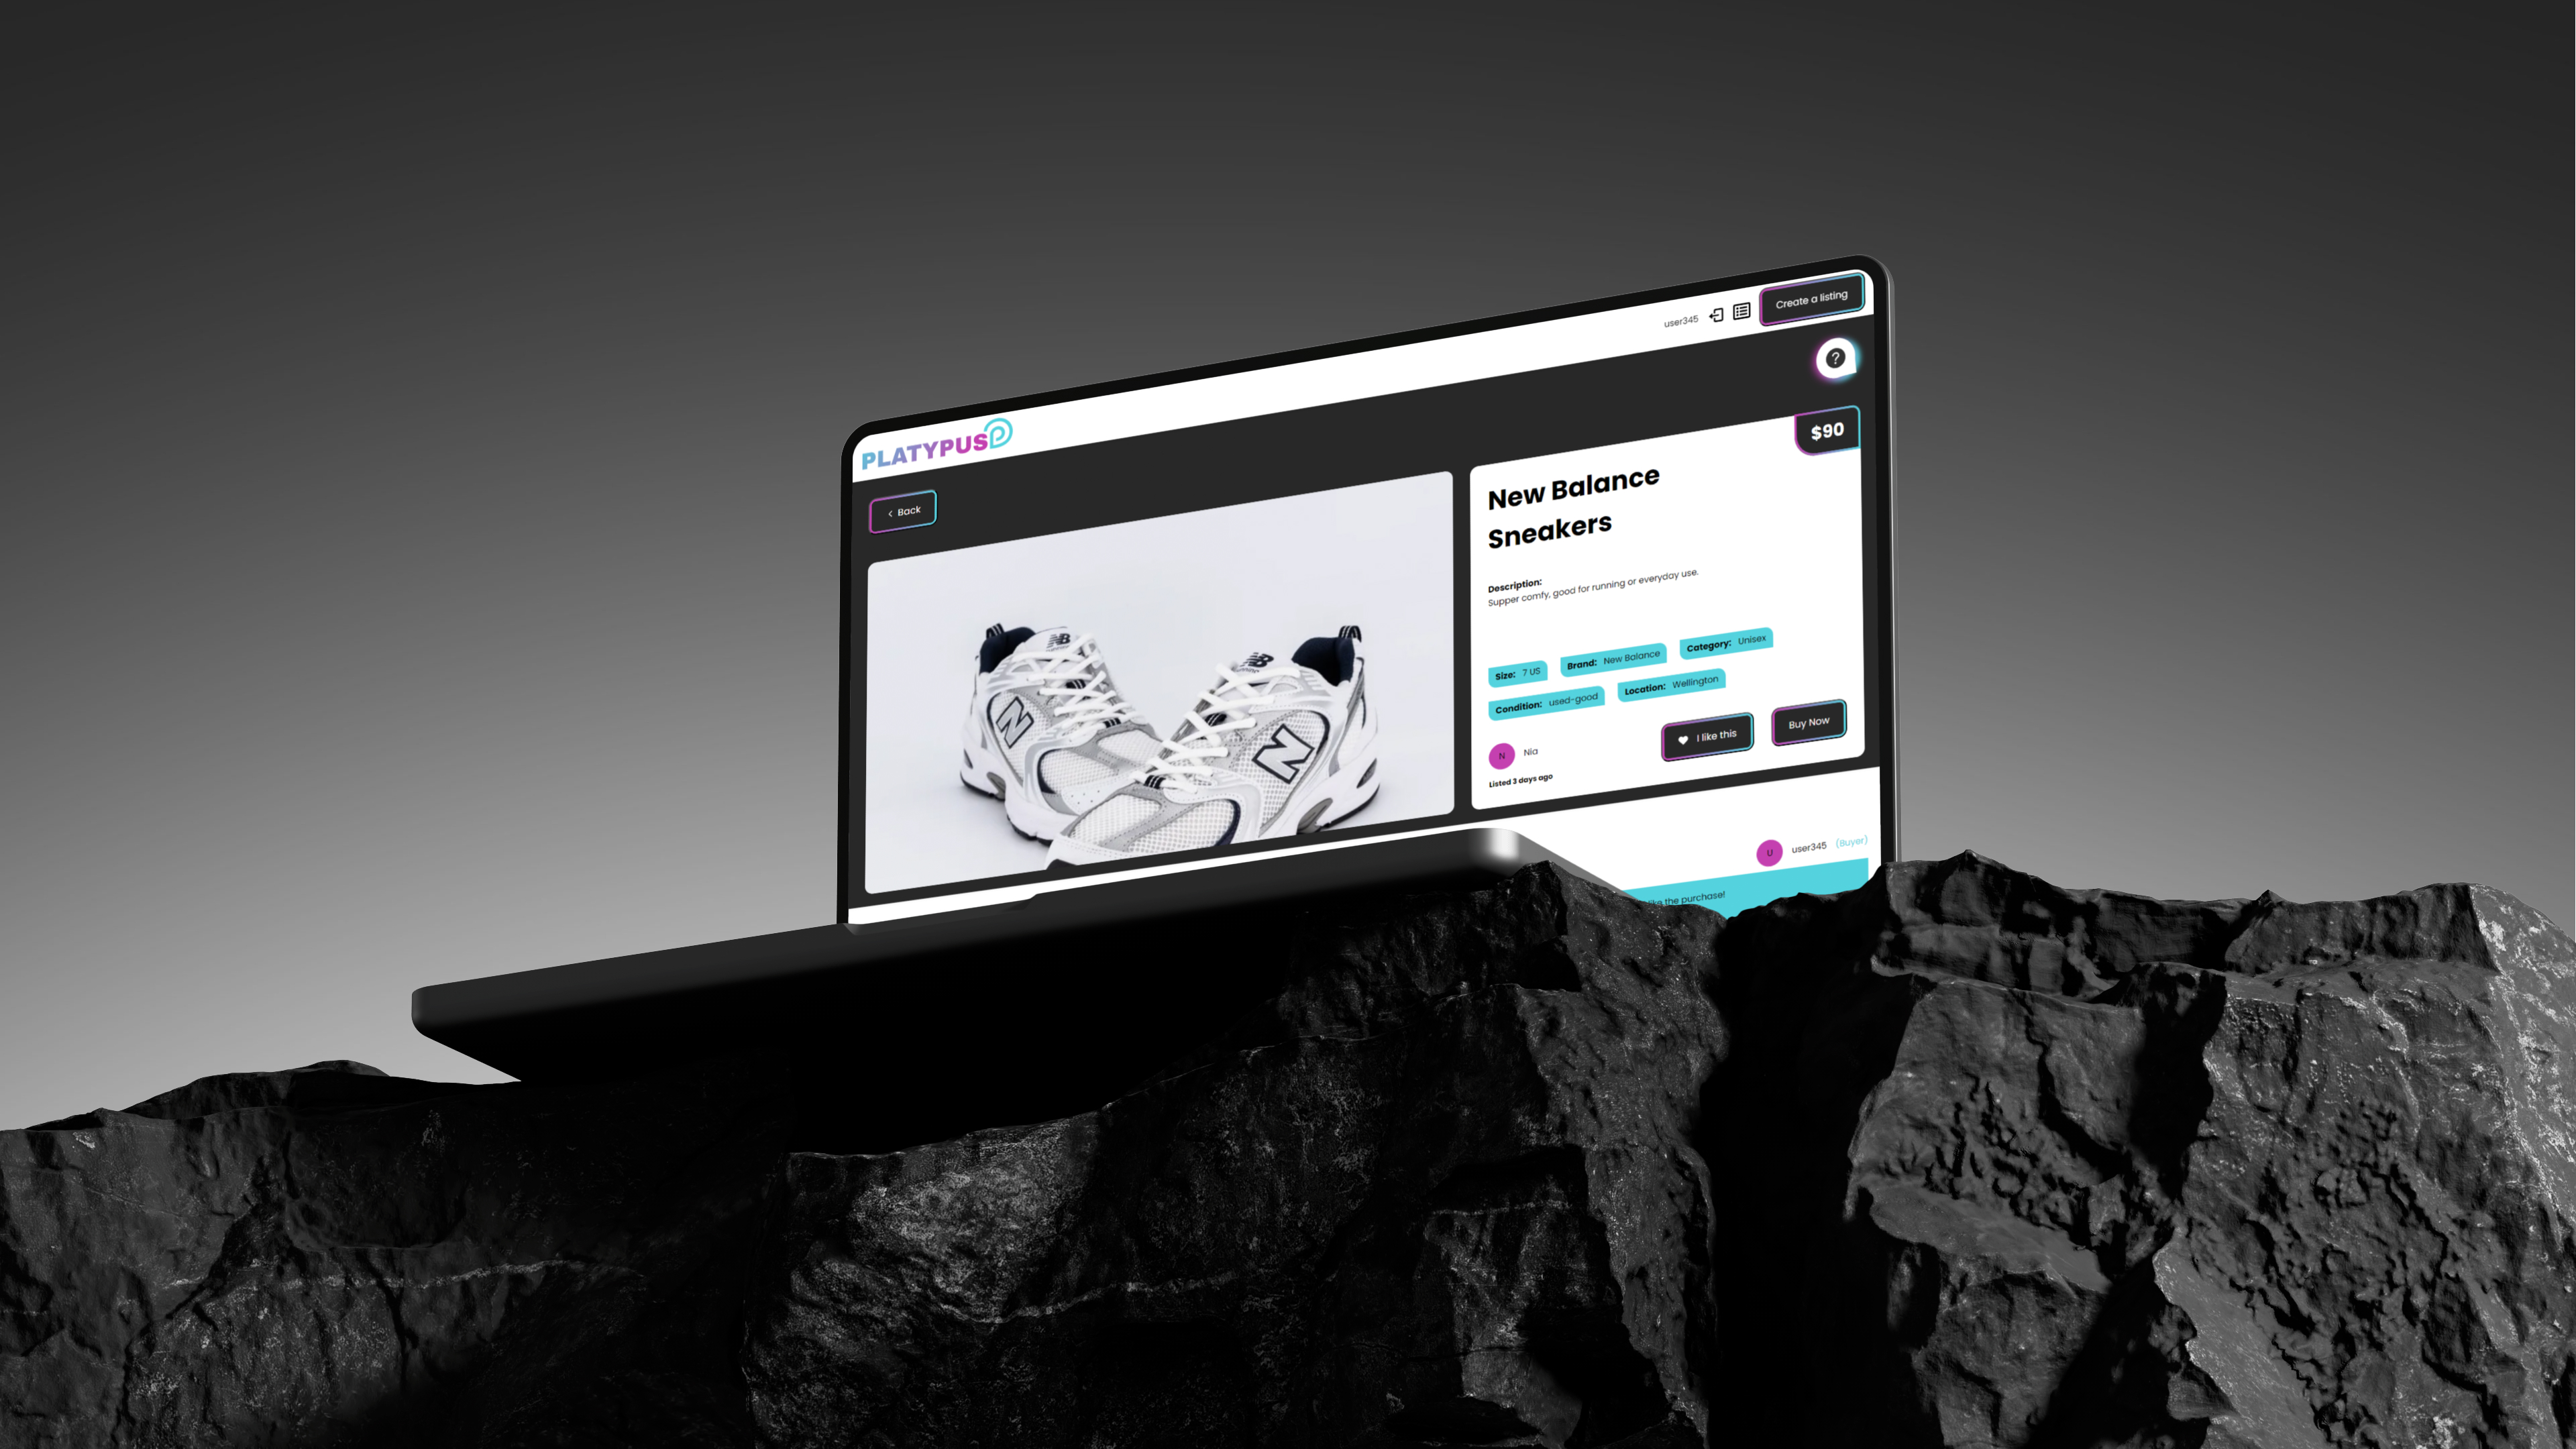 user345
Create a listing
PLATYPUS
?
< Back
$90
New Balance
Sneakers
Description:
Supper comfy, good for running or everyday use.
Size: 7 US
Brand: New Balance
Category: Unisex
Condition: used-good
Location: Wellington
N Nia
I like this
Buy Now
Listed 3 days ago
NB
NB
N
N
U user345 (Buyer)
the purchase!